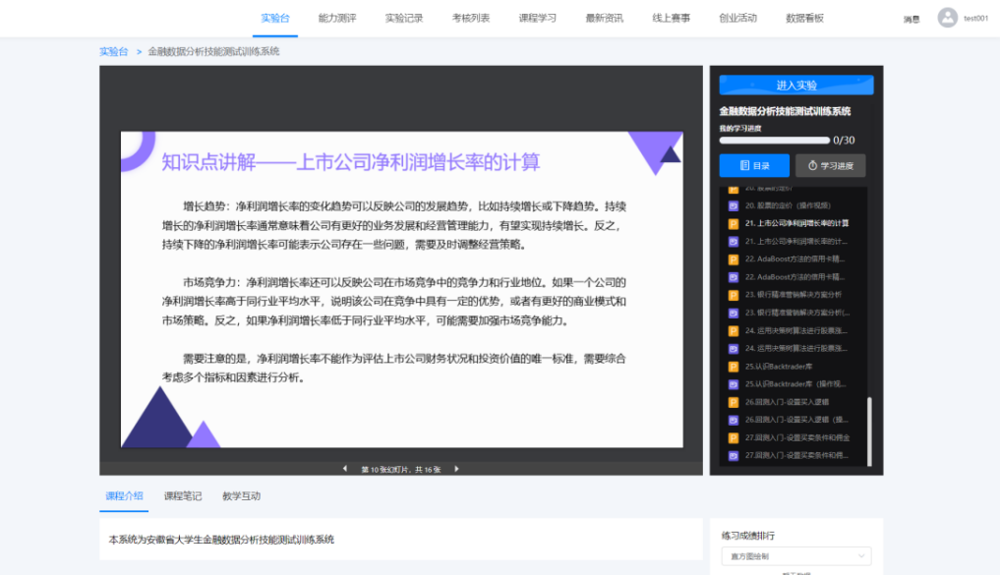 实验台 能力测评 实验记录 考核列表 课程学习 最新资讯 线上赛事 创业活动 数据看板 消息 test001
实验台 > 金融数据分析技能测试训练系统
进入实验
金融数据分析技能测试训练系统
我的学习进度
0/30
目录 学习进度
知识点讲解——上市公司净利润增长率的计算
增长趋势：净利润增长率的变化趋势可以反映公司的发展趋势，比如持续增长或下降趋势。持续
增长的净利润增长率通常意味着公司有更好的业务发展和经营管理能力，有望实现持续增长。反之，
持续下降的净利润增长率可能表示公司存在一些问题，需要及时调整经营策略。
市场竞争力：净利润增长率还可以反映公司在市场竞争中的竞争力和行业地位。如果一个公司的
净利润增长率高于同行业平均水平，说明该公司在竞争中具有一定的优势，或者有更好的商业模式和
市场策略。反之，如果净利润增长率低于同行业平均水平，可能需要加强市场竞争能力。
需要注意的是，净利润增长率不能作为评估上市公司财务状况和投资价值的唯一标准，需要综合
考虑多个指标和因素进行分析。
第 10 张幻灯片，共 16 张
20. 股票的定价
20. 股票的定价（操作视频）
21. 上市公司净利润增长率的计算
21. 上市公司净利润增长率的计...
22. AdaBoost方法的信用卡精...
22. AdaBoost方法的信用卡精...
23. 银行精准营销解决方案分析
23. 银行精准营销解决方案分析(...
24. 运用决策树算法进行股票涨...
24. 运用决策树算法进行股票涨...
25.认识Backtrader库
25.认识Backtrader库（操作视...
26.回测入门-设置买入逻辑
26.回测入门-设置买入逻辑（操...
27.回测入门-设置买卖条件和佣金
27.回测入门-设置买卖条件和佣...
课程介绍 课程笔记 教学互动
本系统为安徽省大学生金融数据分析技能测试训练系统
练习成绩排行
直方图绘制